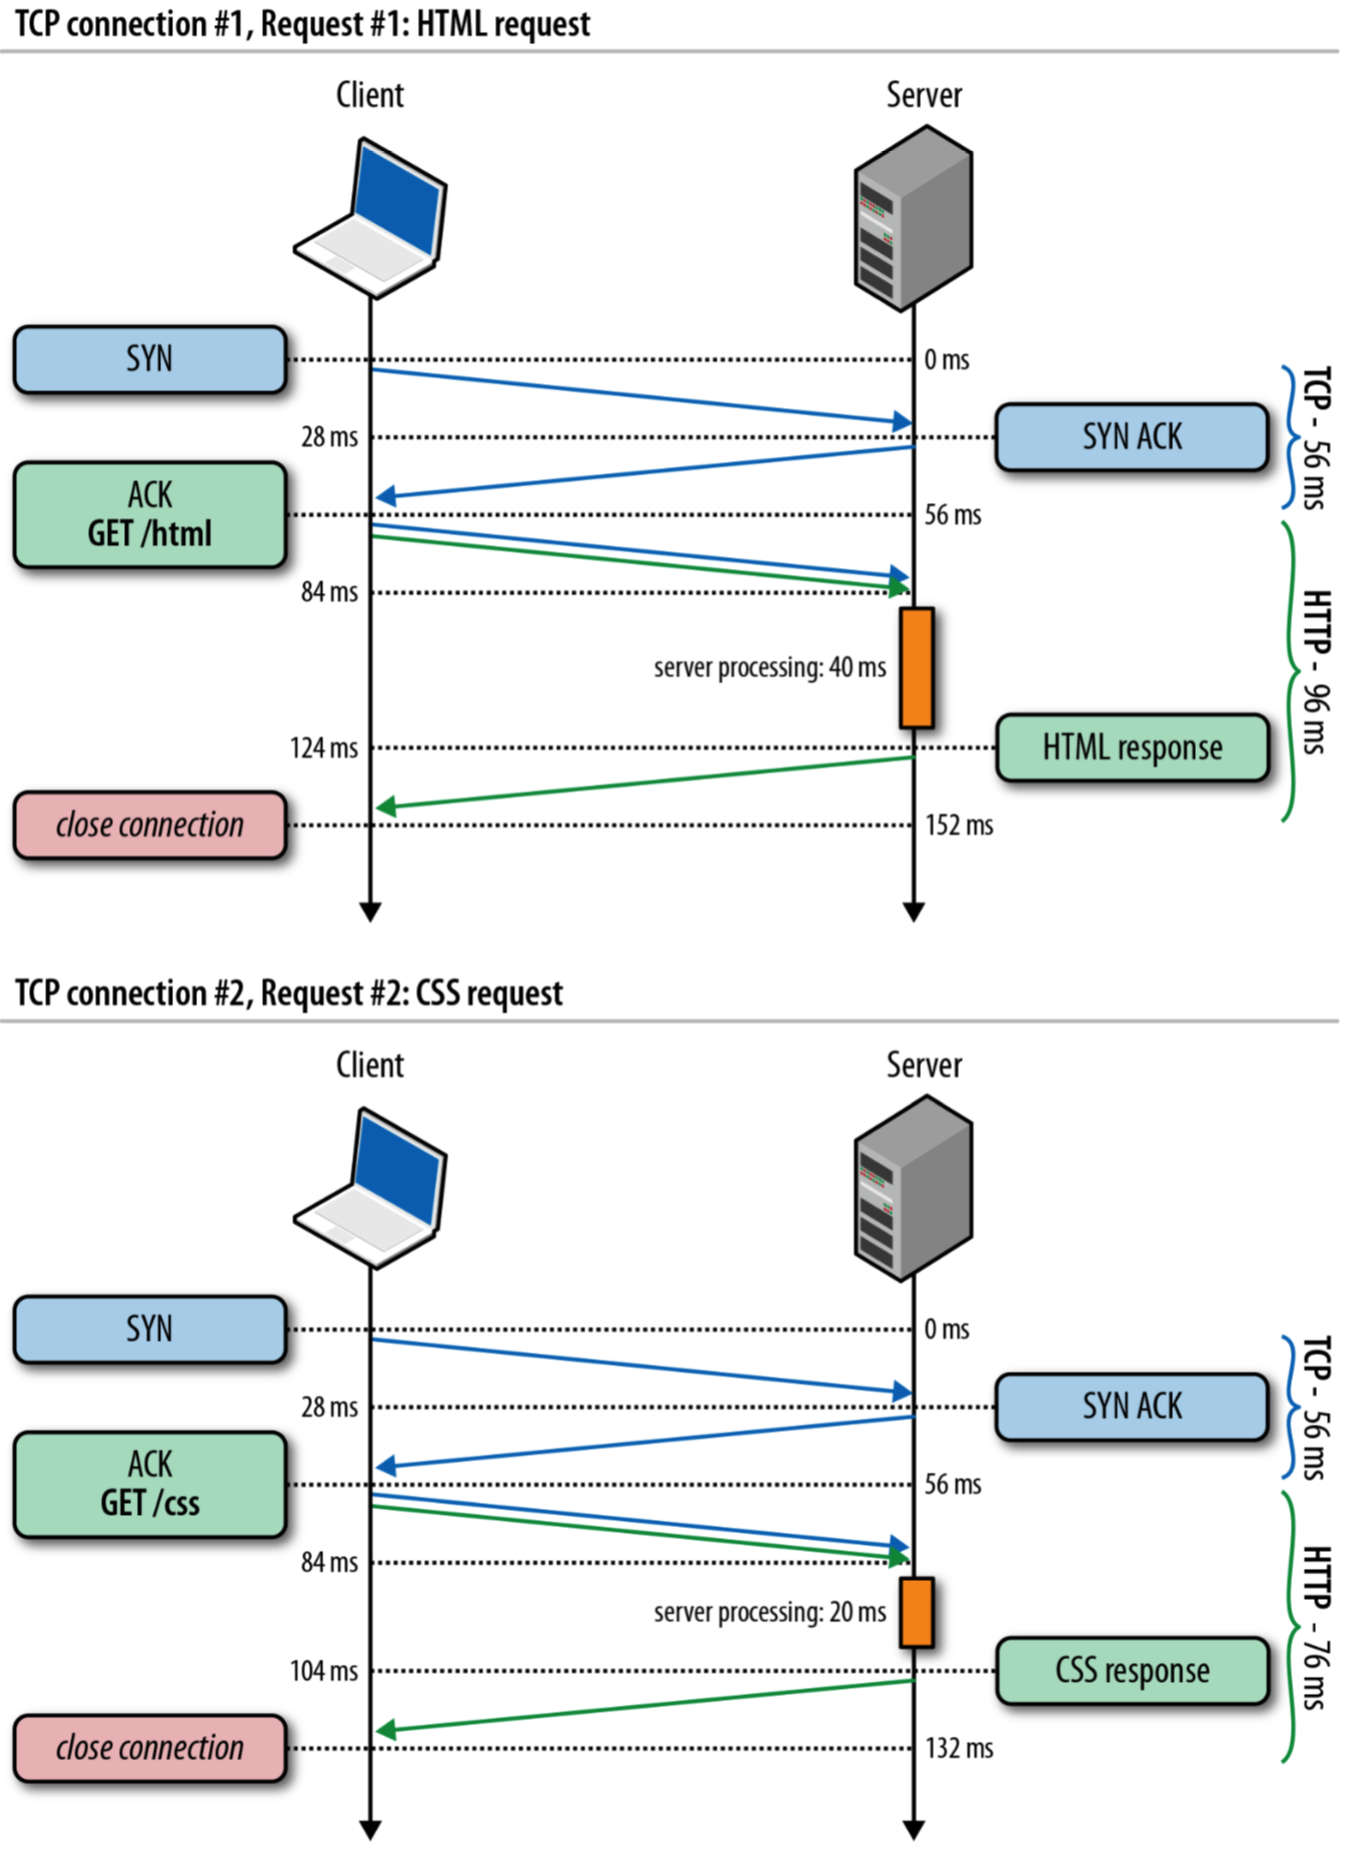 TCP connection #1, Request #1: HTML request
Client
Server
SYN
0 ms
TCP - 56 ms
28 ms
SYN ACK
ACK
GET /html
56 ms
84 ms
HTTP - 96 ms
server processing: 40 ms
124 ms
HTML response
close connection
152 ms
TCP connection #2, Request #2: CSS request
Client
Server
SYN
0 ms
TCP - 56 ms
28 ms
SYN ACK
ACK
GET /css
56 ms
84 ms
HTTP - 76 ms
server processing: 20 ms
104 ms
CSS response
close connection
132 ms